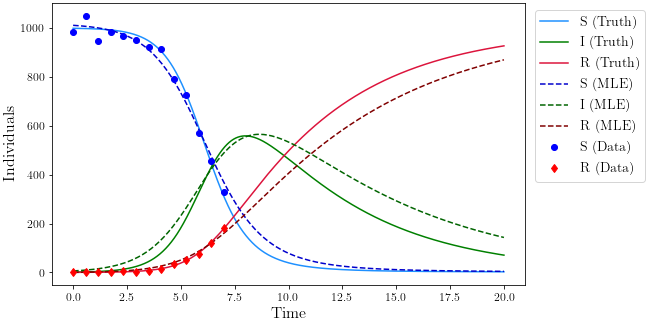 Individuals
1000
800
600
400
200
0
0.0 2.5 5.0 7.5 10.0 12.5 15.0 17.5 20.0
Time
S (Truth)
I (Truth)
R (Truth)
S (MLE)
I (MLE)
R (MLE)
S (Data)
R (Data)